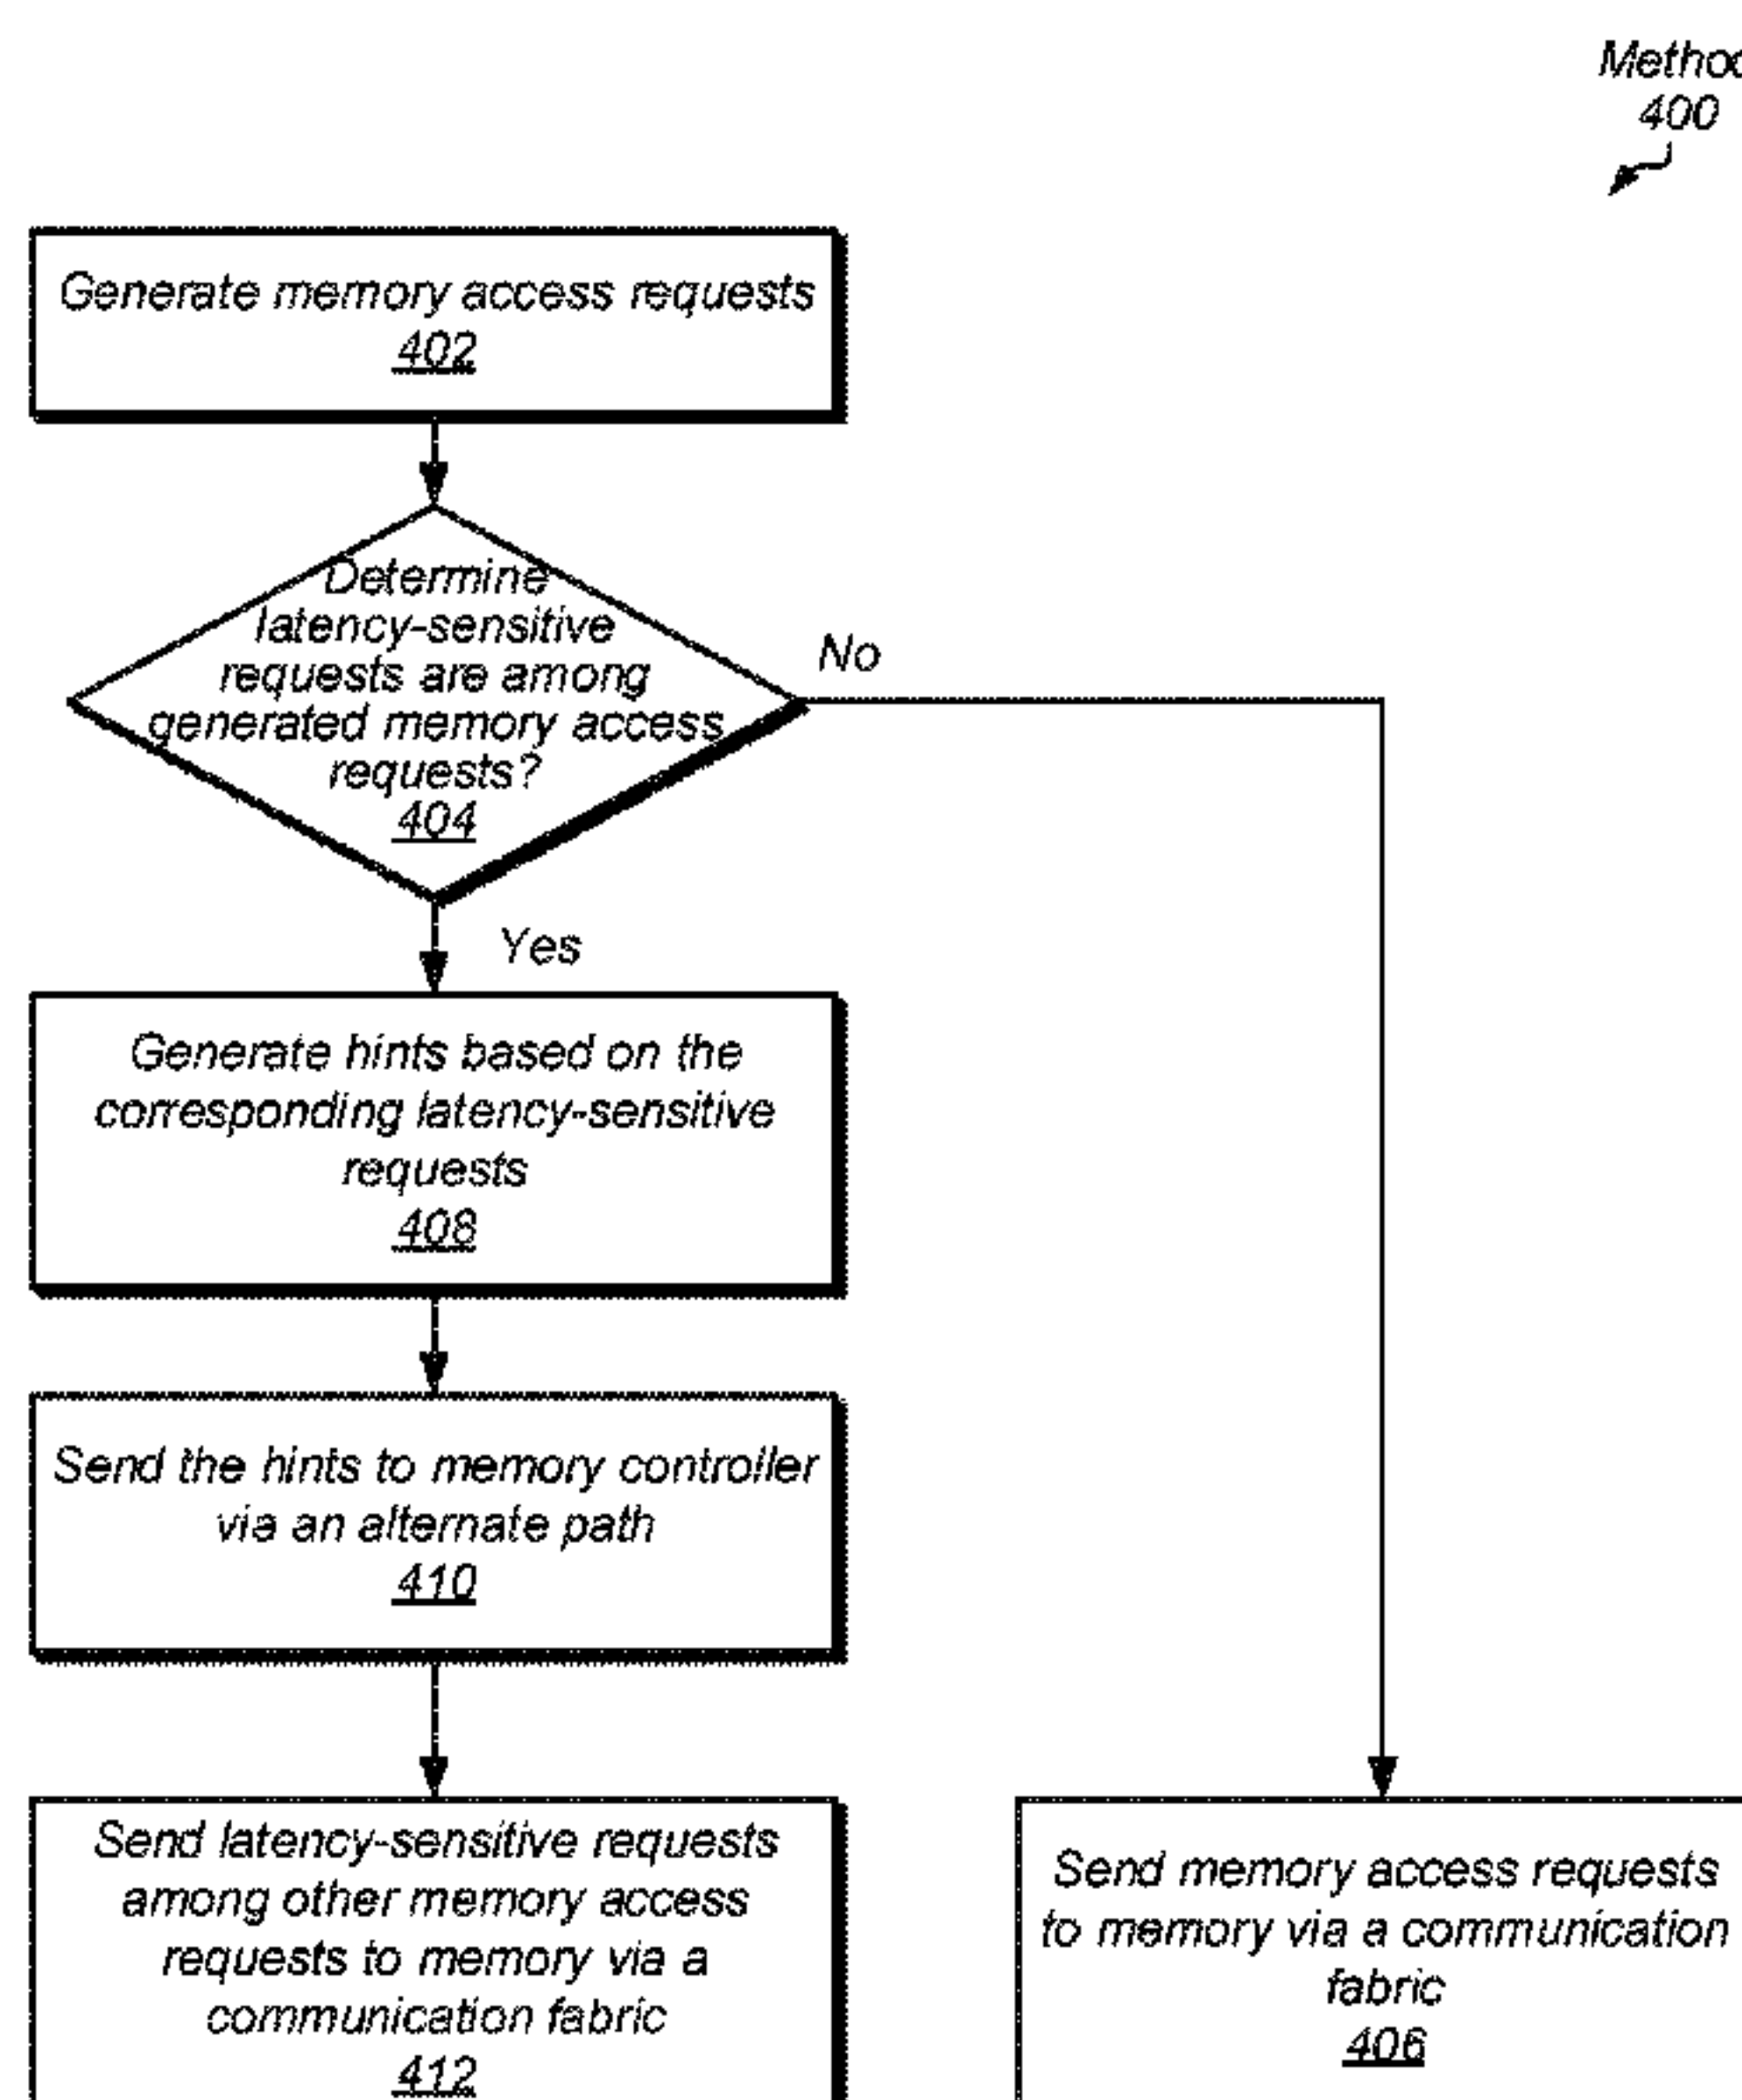 Metho
400
Generate memory access requests
402
Determine
latency-sensitive
requests are among
generated memory access
requests?
404
No
Yes
Generate hints based on the
corresponding latency-sensitive
requests
408
Send the hints to memory controller
via an alternate path
410
Send latency-sensitive requests
among other memory access
requests to memory via a
communication fabric
412
Send memory access requests
to memory via a communication
fabric
406